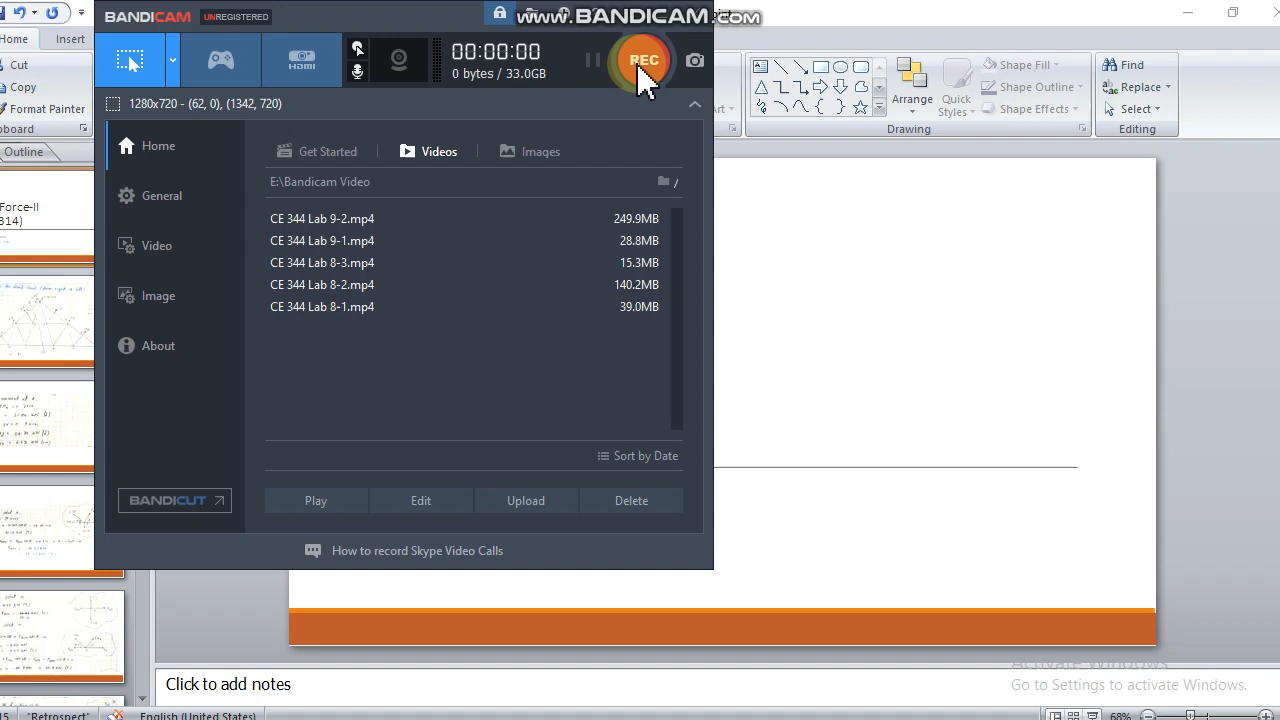 BANDICAM UNREGISTERED
www.BANDICAM.com
Home
Insert
Cut
Copy
Format Painter
Outline
HDMI
00:00:00
0 bytes / 33.0GB
REC
1280x720 - (62, 0), (1342, 720)
Home
General
Video
Image
About
BANDICUT
Get Started
Videos
Images
E:\Bandicam Video
CE 344 Lab 9-2.mp4 249.9MB
CE 344 Lab 9-1.mp4 28.8MB
CE 344 Lab 8-3.mp4 15.3MB
CE 344 Lab 8-2.mp4 140.2MB
CE 344 Lab 8-1.mp4 39.0MB
Sort by Date
Play Edit Upload Delete
How to record Skype Video Calls
Arrange
Quick
Styles
Shape Fill
Shape Outline
Shape Effects
Drawing
Find
Replace
Select
Editing
Force-II
B14)
Click to add notes
Activate Windows
Go to Settings to activate Windows.
"Retrospect"
English (United States)
68%